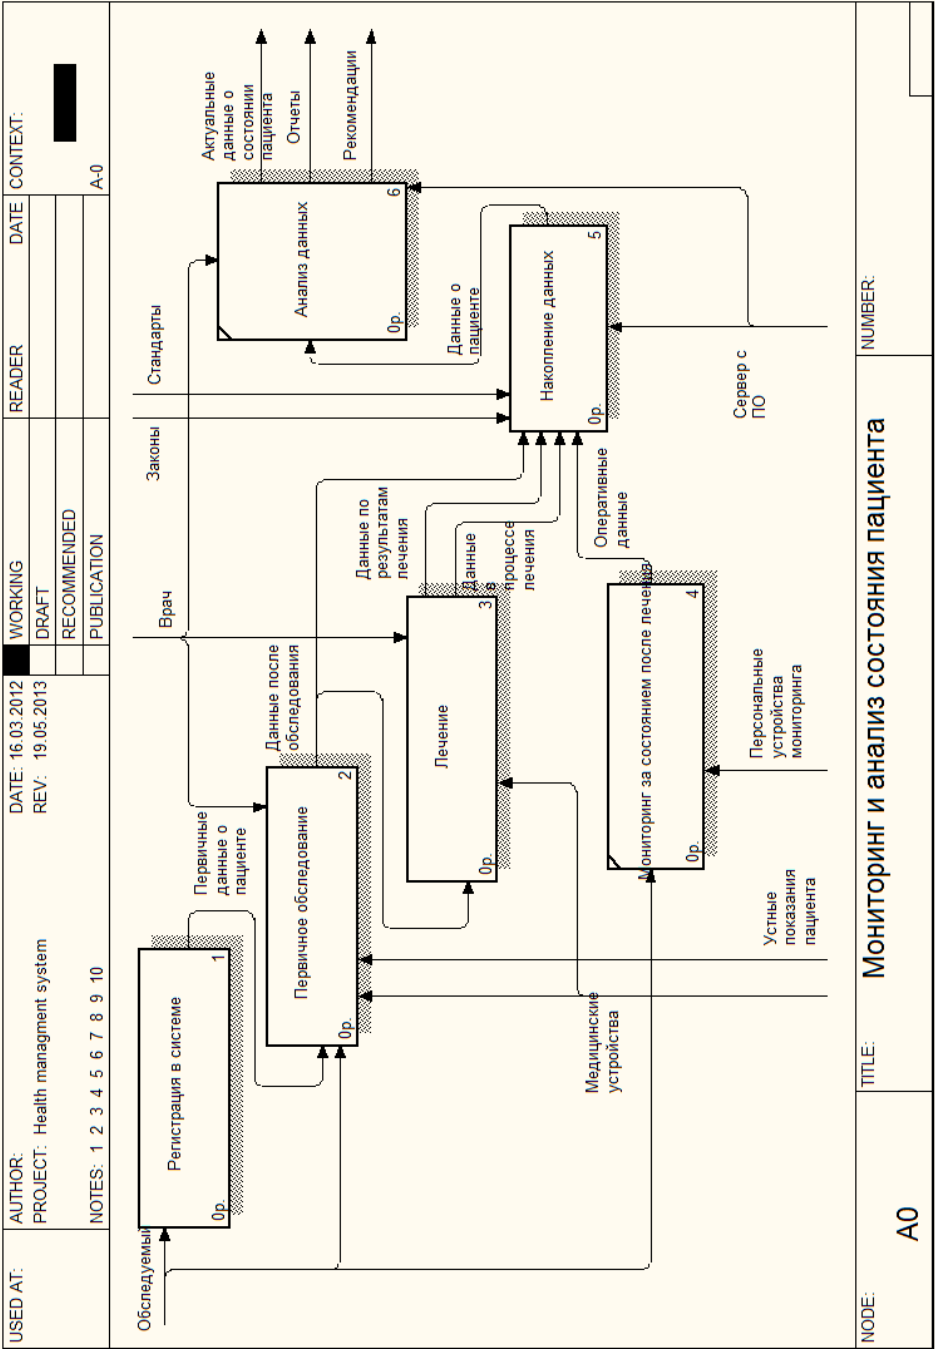 USED AT:
AUTHOR:
PROJECT: Health managment system
NOTES: 1 2 3 4 5 6 7 8 9 10
DATE: 16.03.2012
REV: 19.05.2013
WORKING
DRAFT
RECOMMENDED
PUBLICATION
READER
DATE
CONTEXT:
A-0
Обследуемый
Регистрация в системе
0р.
1
Первичные
данные о
пациенте
Врач
Законы
Стандарты
Первичное обследование
0р.
2
Данные после
обследования
Лечение
0р.
3
Данные по
результатам
лечения
Данные
в
процессе
лечения
Мониторинг за состоянием после лечения
0р.
4
Оперативные
данные
Накопление данных
0р.
5
Данные о
пациенте
Анализ данных
0р.
6
Актуальные
данные о
состоянии
пациента
Отчеты
Рекомендации
Медицинские
устройства
Устные
показания
пациента
Персональные
устройства
мониторинга
Сервер с
ПО
NODE:
A0
TITLE:
Мониторинг и анализ состояния пациента
NUMBER: